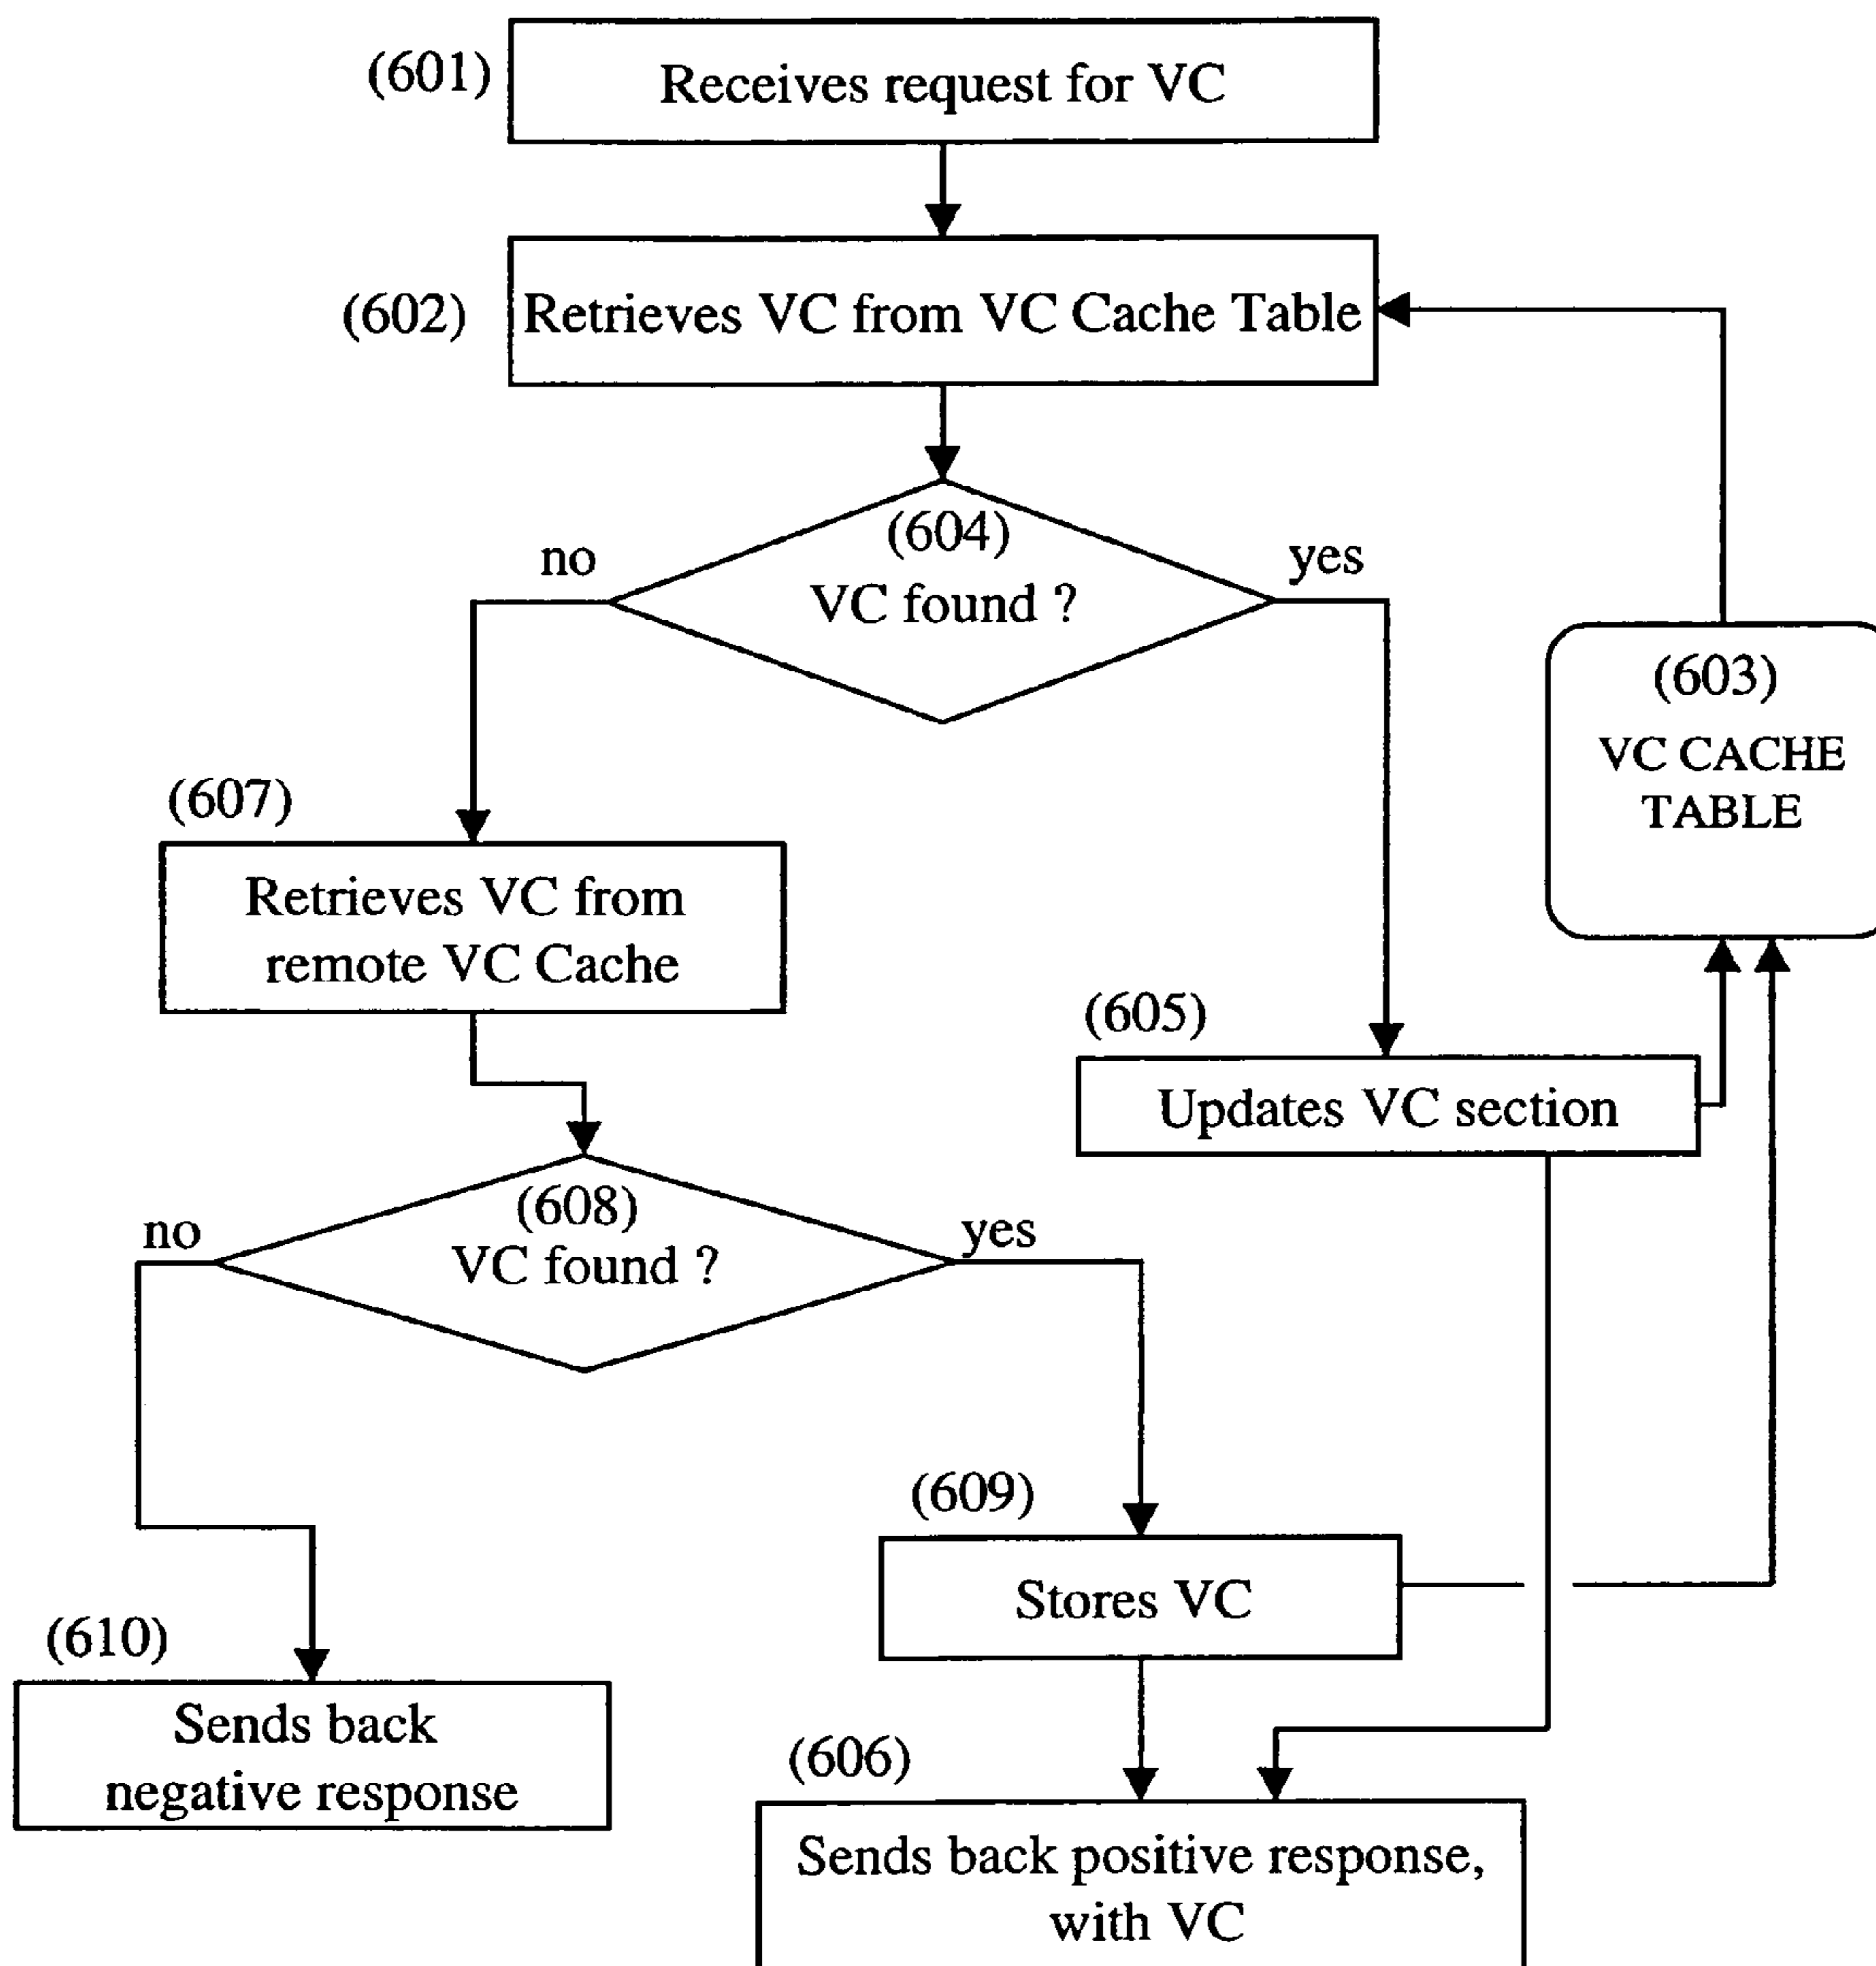 (601)
Receives request for VC
(602)
Retrieves VC from VC Cache Table
(604)
no
yes
VC found ?
(603)
VC CACHE
TABLE
(607)
Retrieves VC from
remote VC Cache
(605)
Updates VC section
(608)
no
yes
VC found ?
(609)
Stores VC
(610)
Sends back
negative response
(606)
Sends back positive response,
with VC